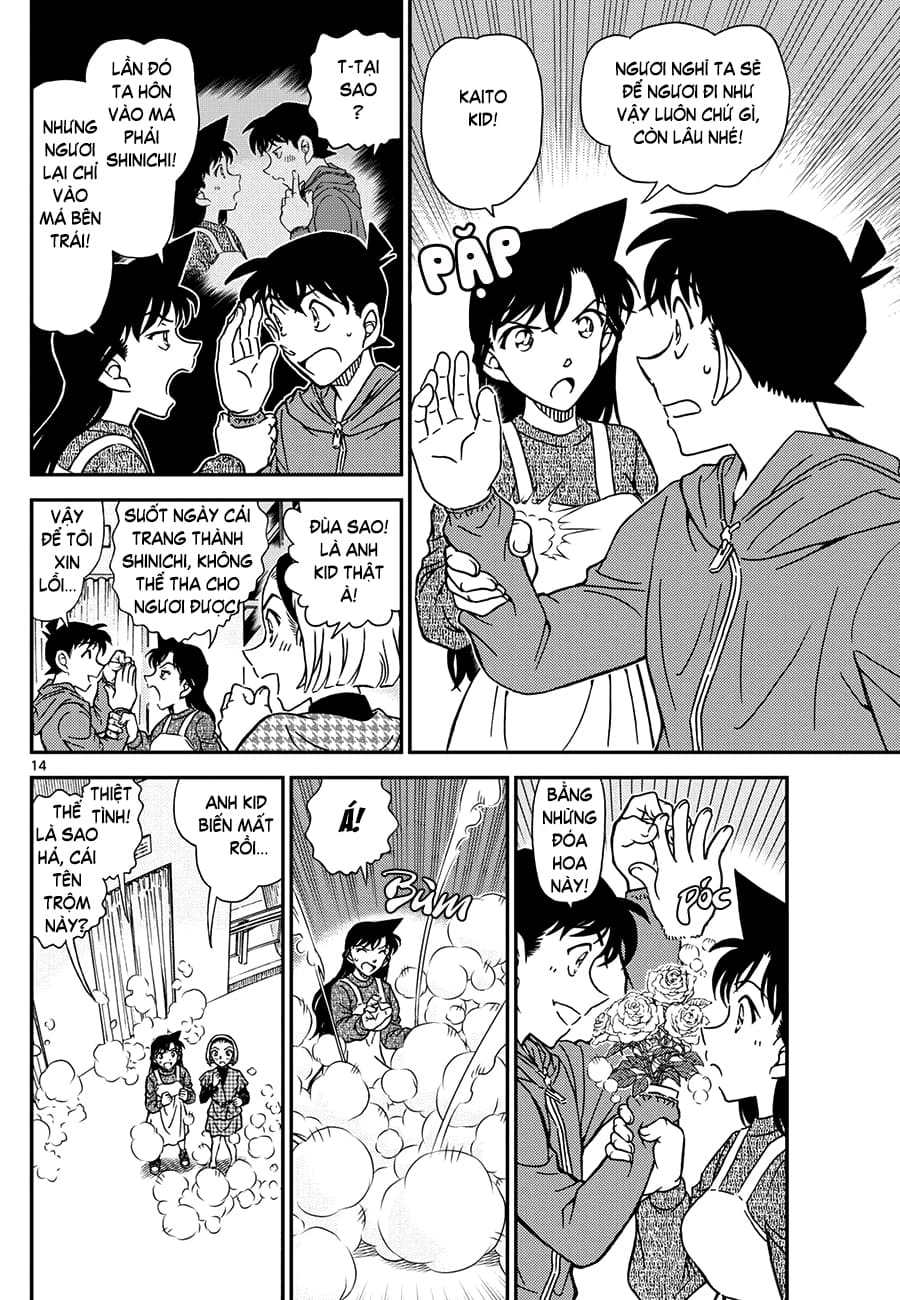 NGƯƠI NGHĨ TA SẼ
ĐỂ NGƯƠI ĐI NHƯ
VẬY LUÔN CHỨ GÌ,
CÒN LÂU NHÉ!
KAITO
KID!
PẶP
T-TẠI
SAO
?
LẦN ĐÓ
TA HÔN
VÀO MÁ
PHẢI
SHINICHI!
NHƯNG
NGƯƠI
LẠI CHỈ
VÀO
MÁ BÊN
TRÁI!
ĐÙA SAO!
LÀ ANH
KID THẬT
À!
SUỐT NGÀY CẢI
TRANG THÀNH
SHINICHI, KHÔNG
THỂ THA CHO
NGƯƠI ĐƯỢC!
VẬY
ĐỂ TÔI
XIN
LỖI...
14
BẰNG
NHỮNG
ĐÓA
HOA
NÀY!
PÓC
Á!
BÙM
ANH KID
BIẾN MẤT
RỒI...
THIỆT
TÌNH!
THẾ
LÀ SAO
HẢ, CÁI
TÊN
TRỘM
NÀY?